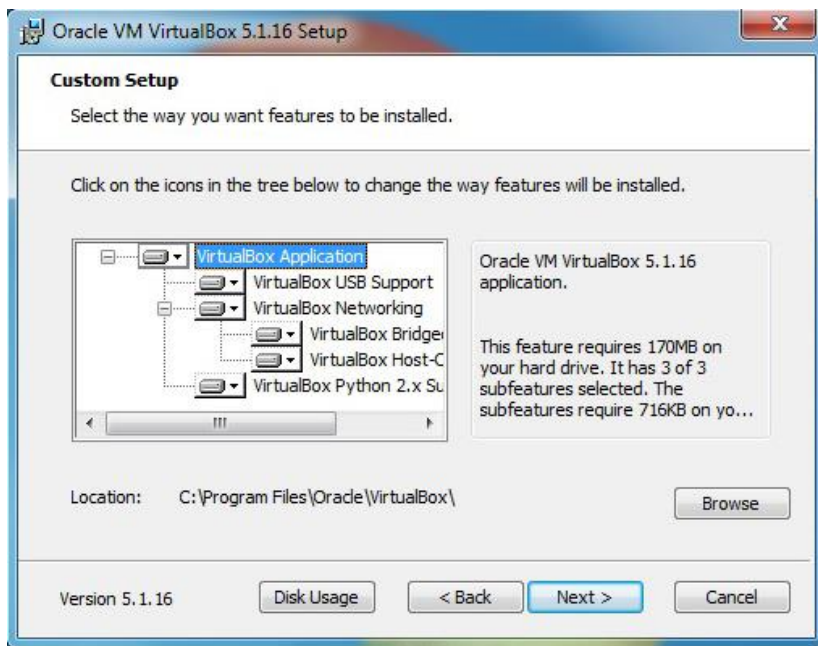 Oracle VM VirtualBox 5.1.16 Setup
Custom Setup
Select the way you want features to be installed.
Click on the icons in the tree below to change the way features will be installed.
VirtualBox Application
VirtualBox USB Support
VirtualBox Networking
VirtualBox Bridge
VirtualBox Host-C
VirtualBox Python 2.x Su
Oracle VM VirtualBox 5.1.16
application.
This feature requires 170MB on
your hard drive. It has 3 of 3
subfeatures selected. The
subfeatures require 716KB on yo...
Location: C:\Program Files\Oracle\VirtualBox\
Browse
Version 5.1.16
Disk Usage
< Back
Next >
Cancel